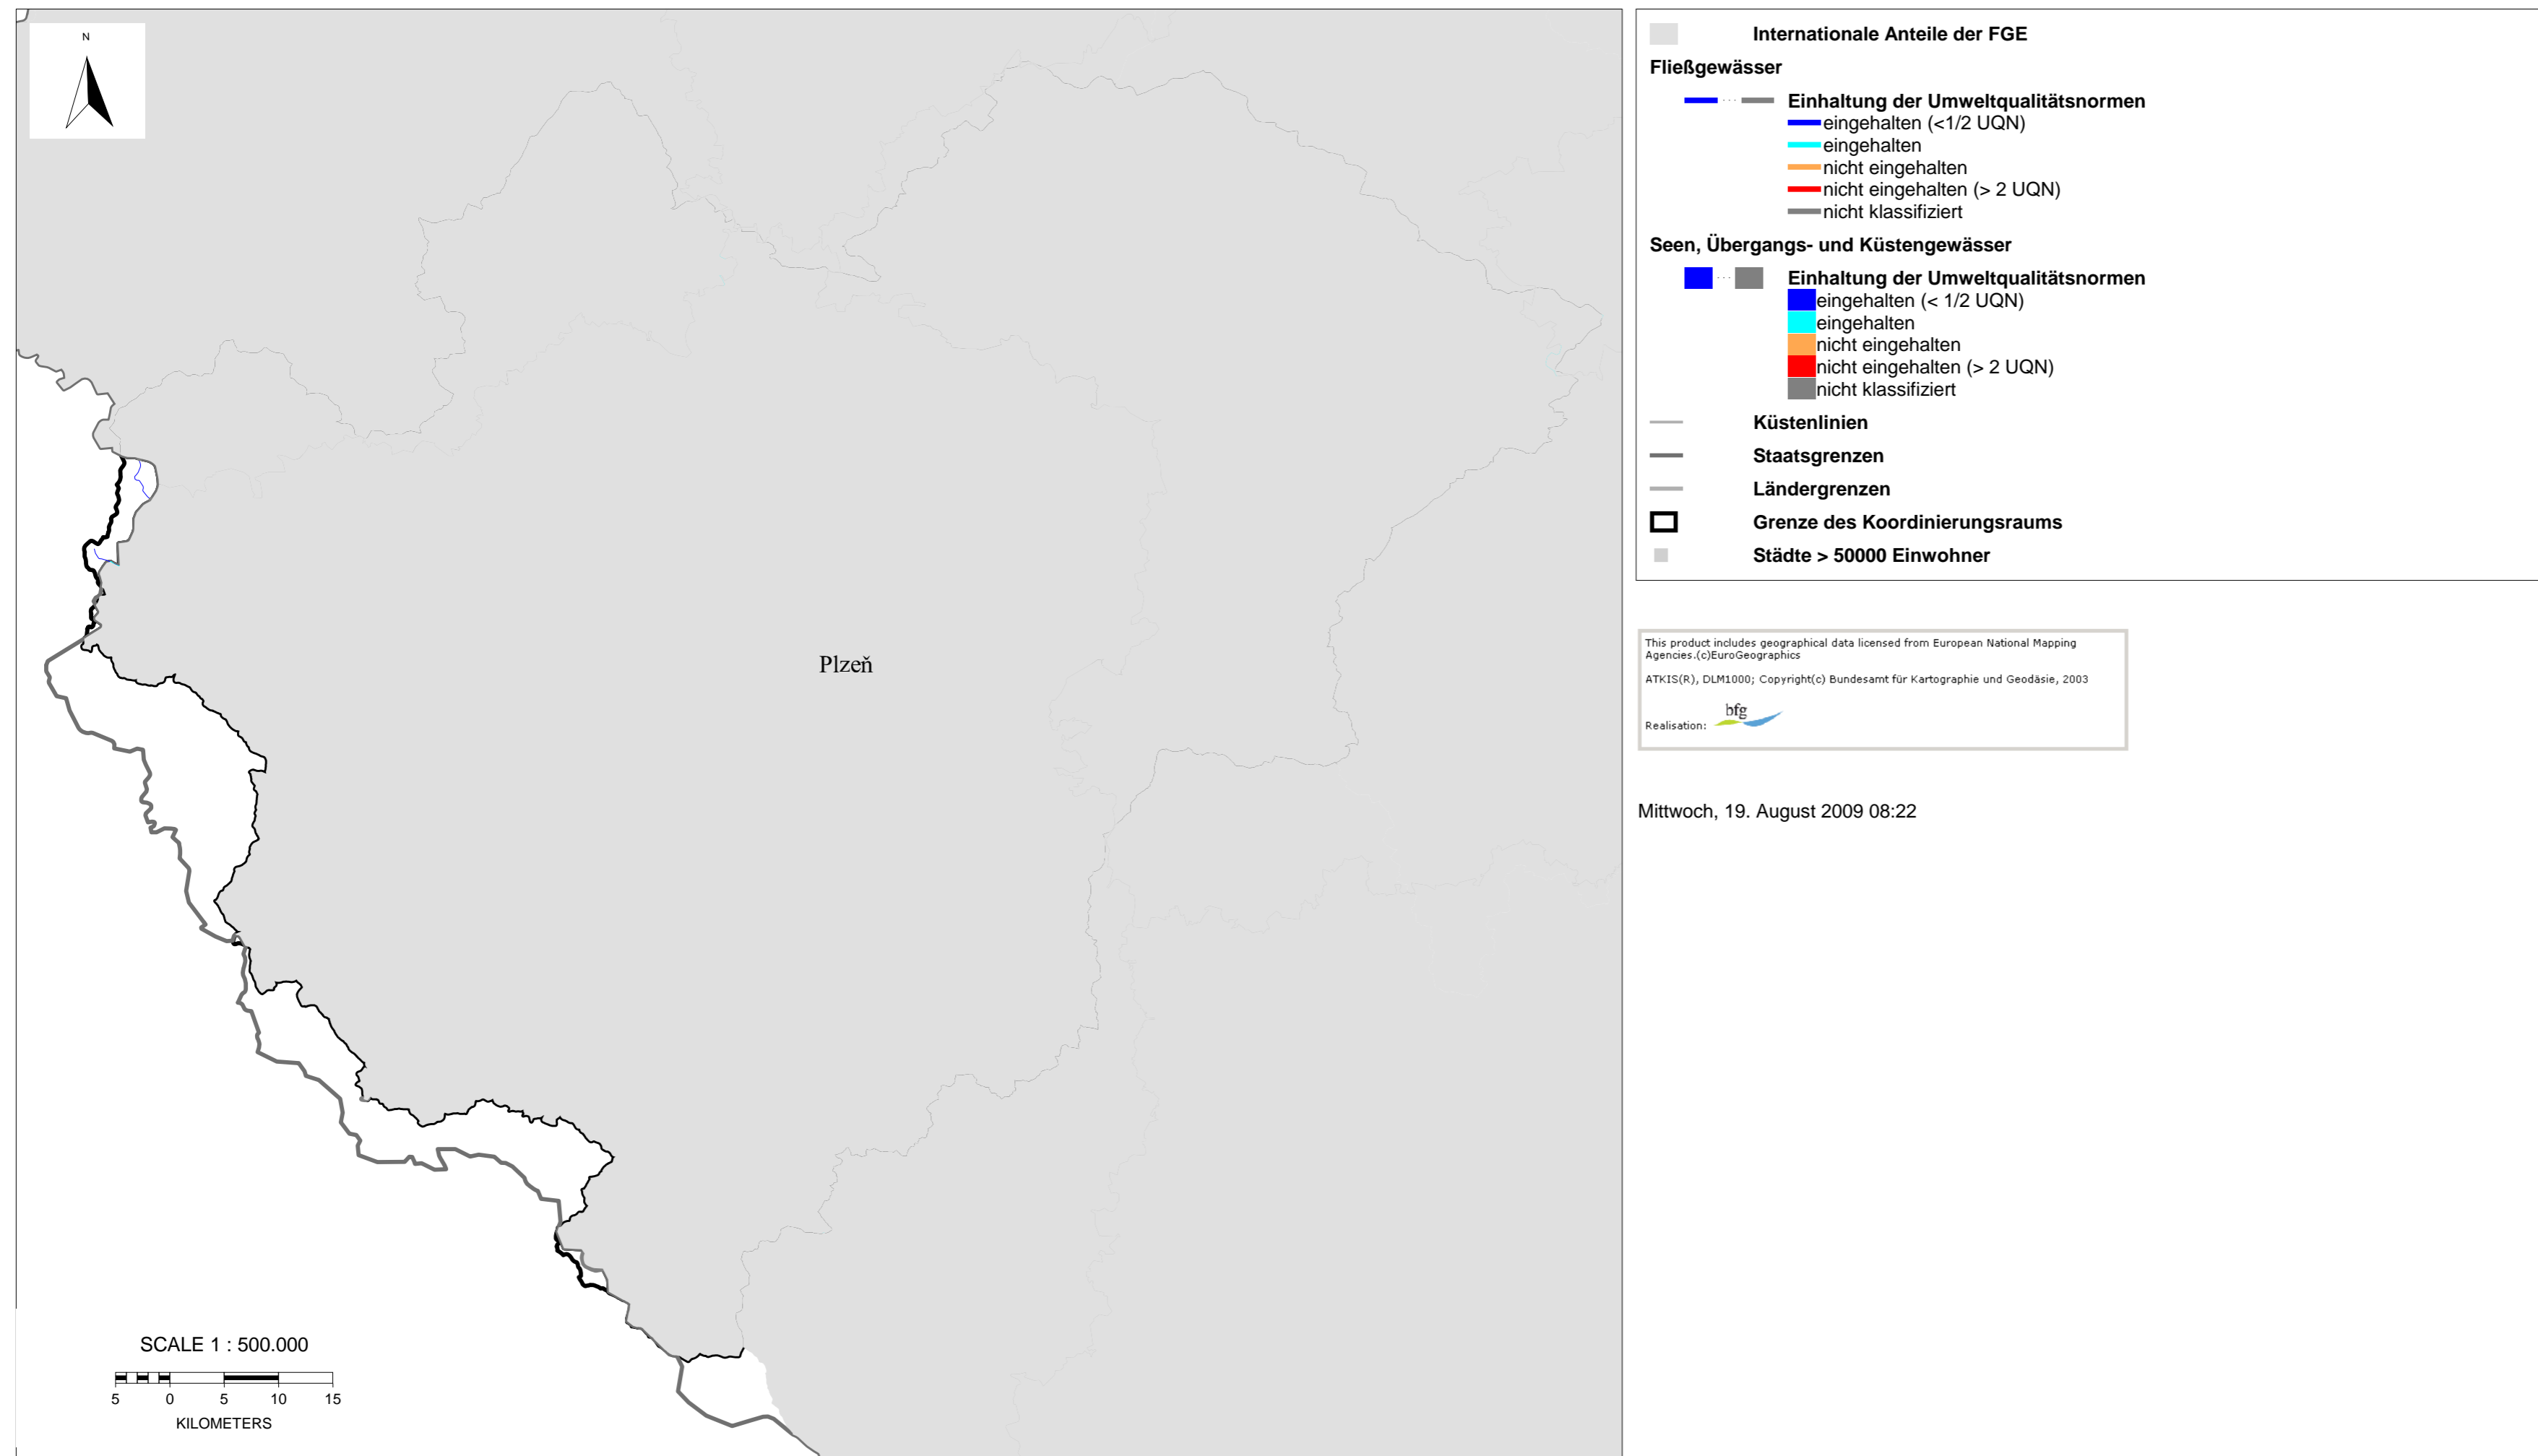 N
Plzeň
SCALE 1 : 500.000
5 0 5 10 15
KILOMETERS
Internationale Anteile der FGE
Fließgewässer
Einhaltung der Umweltqualitätsnormen
eingehalten (<1/2 UQN)
eingehalten
nicht eingehalten
nicht eingehalten (> 2 UQN)
nicht klassifiziert
Seen, Übergangs- und Küstengewässer
Einhaltung der Umweltqualitätsnormen
eingehalten (< 1/2 UQN)
eingehalten
nicht eingehalten
nicht eingehalten (> 2 UQN)
nicht klassifiziert
Küstenlinien
Staatsgrenzen
Ländergrenzen
Grenze des Koordinierungsraums
Städte > 50000 Einwohner
This product includes geographical data licensed from European National Mapping
Agencies.(c)EuroGeographics
ATKIS(R), DLM1000; Copyright(c) Bundesamt für Kartographie und Geodäsie, 2003
bfg
Realisation:
Mittwoch, 19. August 2009 08:22